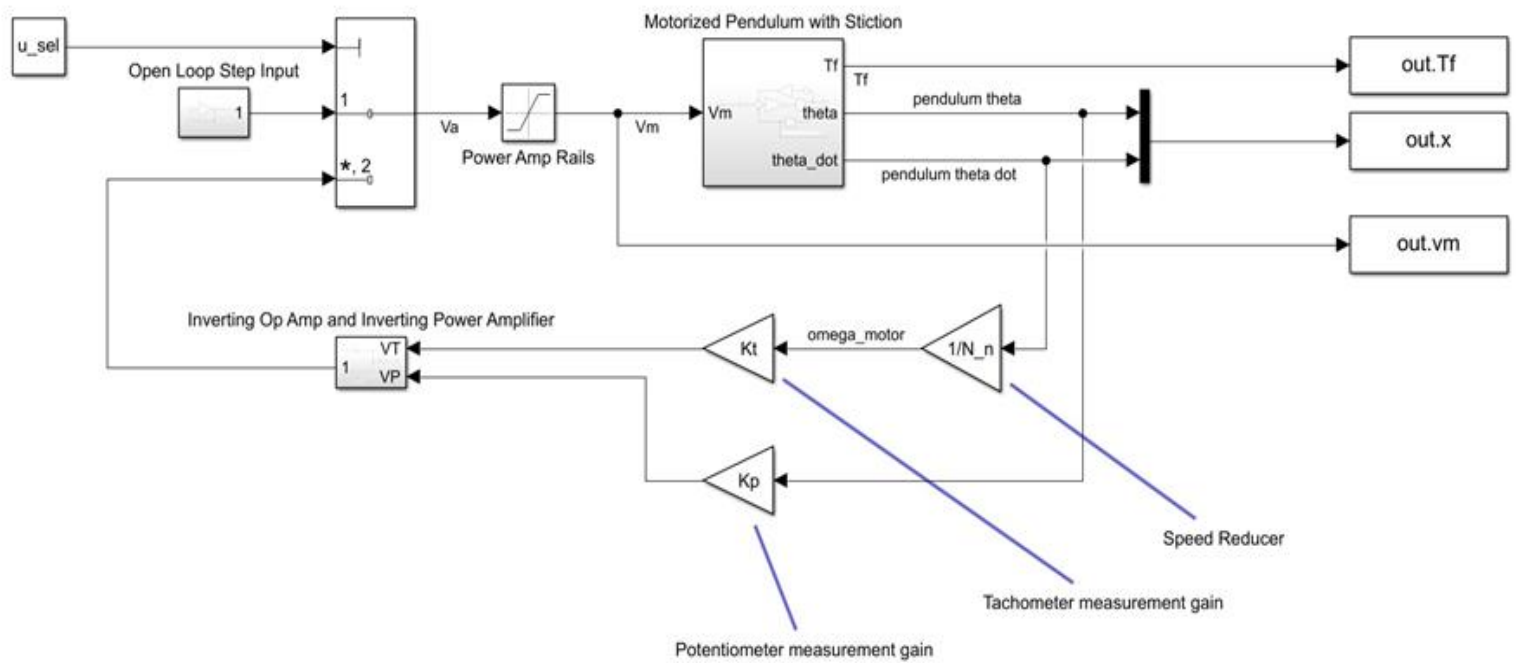 Motorized Pendulum with Stiction
u_sel
Open Loop Step Input
1
1
*, 2
Va
Power Amp Rails
Vm
Vm
Tf
theta
theta_dot
Tf
pendulum theta
pendulum theta dot
out.Tf
out.x
out.vm
Inverting Op Amp and Inverting Power Amplifier
1
VT
VP
Kt
omega_motor
1/N_n
Kp
Speed Reducer
Tachometer measurement gain
Potentiometer measurement gain